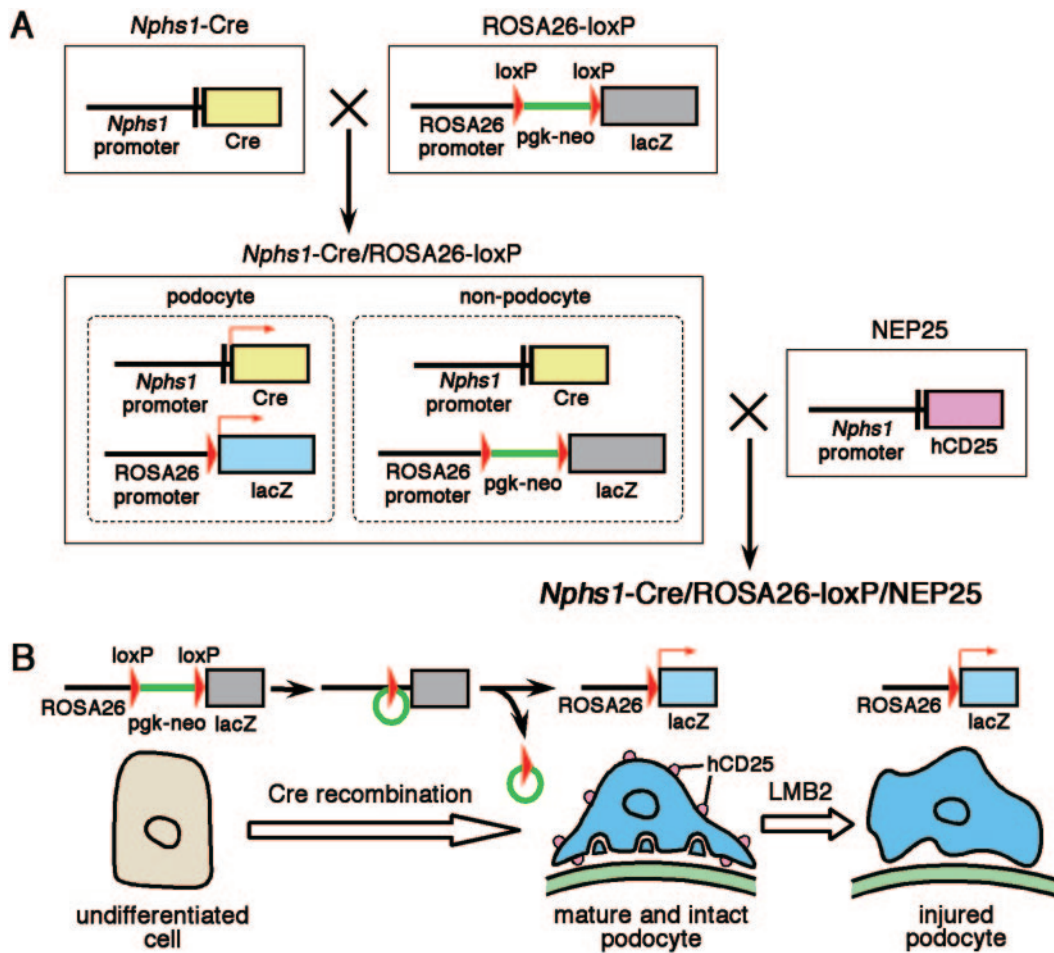 A
Nphs1-Cre
ROSA26-loxP
Nphs1
promoter
Cre
loxP loxP
ROSA26
promoter
pgk-neo
lacZ
Nphs1-Cre/ROSA26-loxP
podocyte
non-podocyte
Nphs1
promoter
Cre
Nphs1
promoter
Cre
ROSA26
promoter
lacZ
ROSA26
promoter
pgk-neo
lacZ
NEP25
Nphs1
promoter
hCD25
Nphs1-Cre/ROSA26-loxP/NEP25
B
loxP loxP
ROSA26
pgk-neo lacZ
ROSA26
lacZ
ROSA26
lacZ
hCD25
Cre recombination
LMB2
undifferentiated
cell
mature and intact
podocyte
injured
podocyte